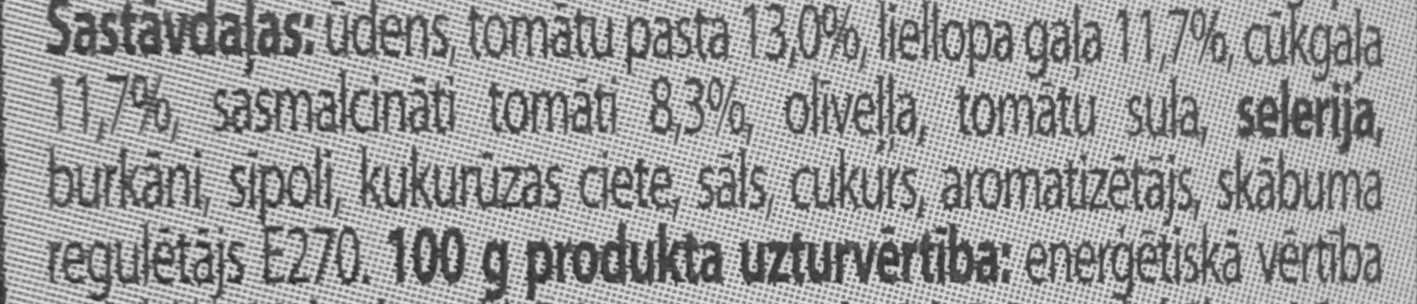 Sastāvdaļas: ūdens, tomātu pasta 13,0%, liellopa gaļa 11,7%, cūkgaļa
11,7%, sasmalcināti tomāti 8,3%, olīveļļa, tomātu sula, selerija,
burkāni, sīpoli, kukurūzas ciete, sāls, cukurs, aromatizētājs, skābuma
regulētājs E270. 100 g produkta uzturvērtība: enerģētiskā vērtība